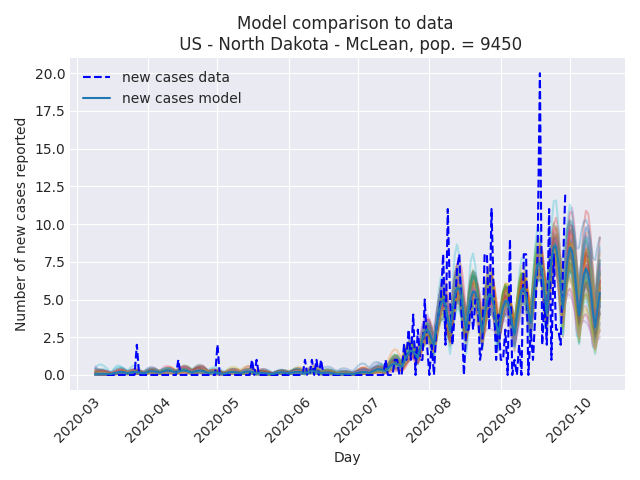 Model comparison to data
US - North Dakota - McLean, pop. = 9450
new cases data
new cases model
Number of new cases reported
20.0
17.5
15.0
12.5
10.0
7.5
5.0
2.5
0.0
2020-03
2020-04
2020-05
2020-06
2020-07
2020-08
2020-09
2020-10
Day